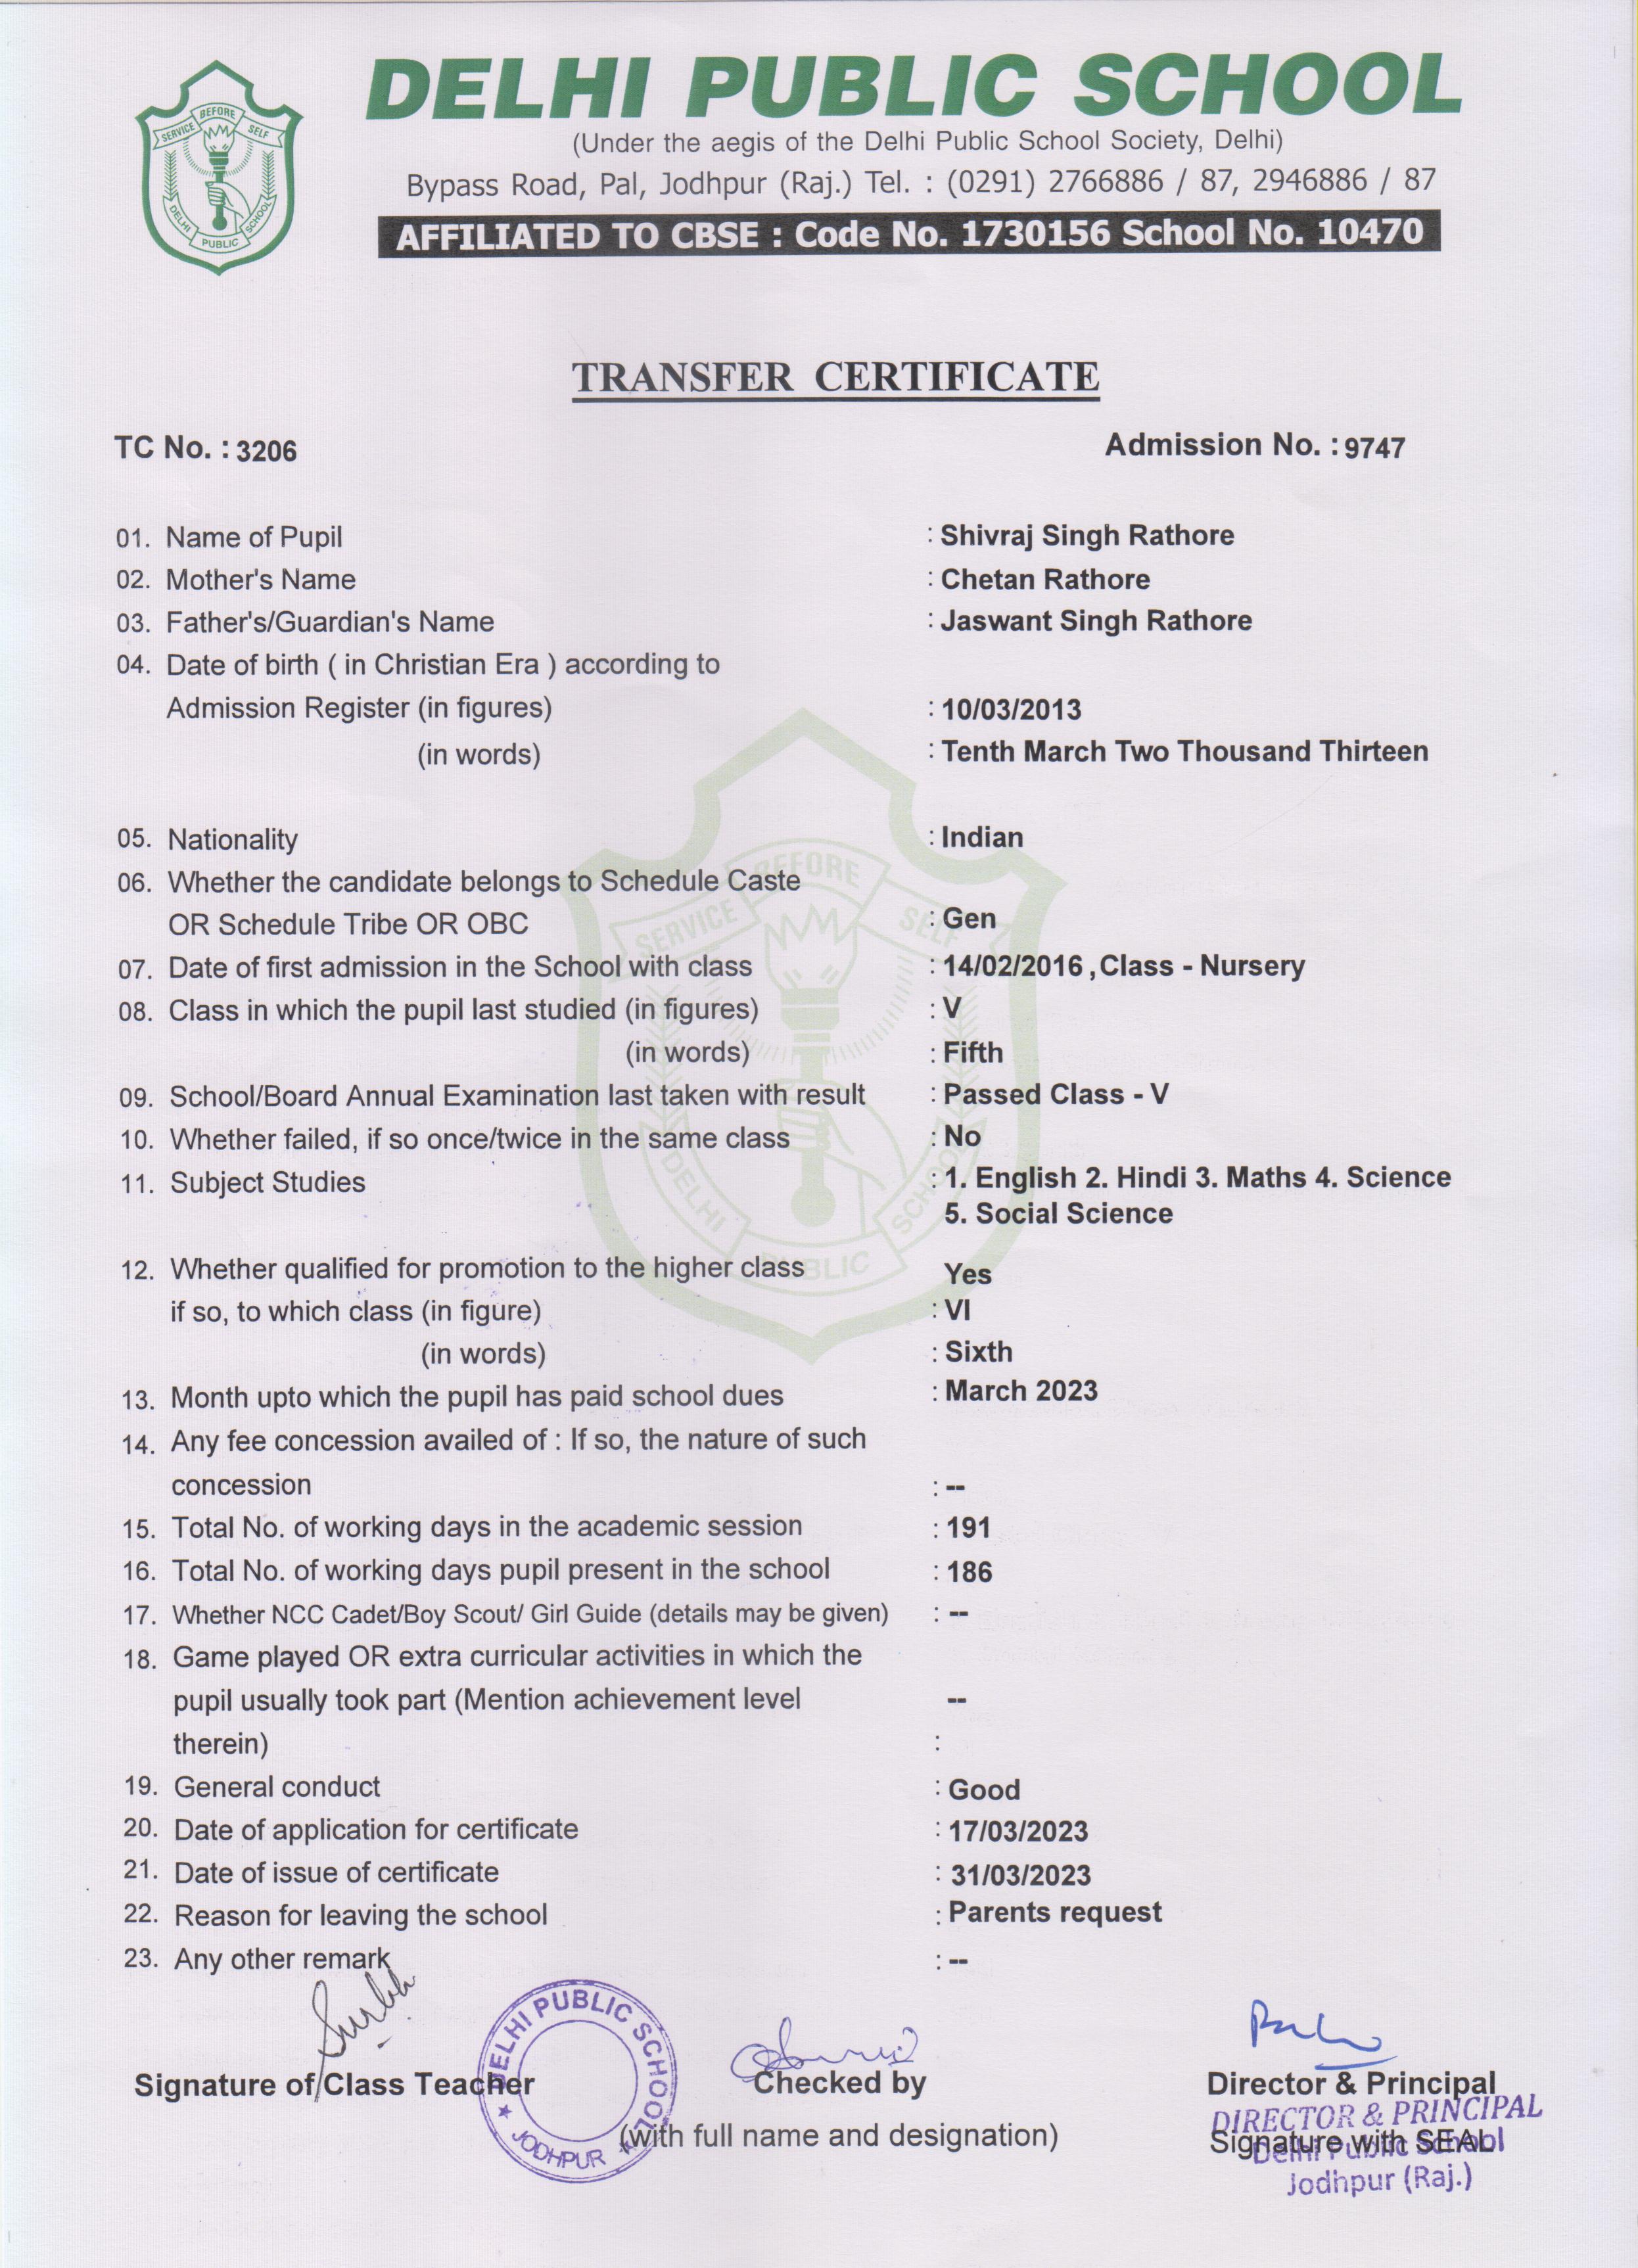 BEFORE
SERVICE SELF
DELHI PUBLIC SCHOOL
DELHI PUBLIC SCHOOL
(Under the aegis of the Delhi Public School Society, Delhi)
Bypass Road, Pal, Jodhpur (Raj.) Tel. : (0291) 2766886 / 87, 2946886 / 87
AFFILIATED TO CBSE : Code No. 1730156 School No. 10470
TRANSFER CERTIFICATE
TC No. : 3206 Admission No. : 9747
01. Name of Pupil : Shivraj Singh Rathore
02. Mother's Name : Chetan Rathore
03. Father's/Guardian's Name : Jaswant Singh Rathore
04. Date of birth ( in Christian Era ) according to
Admission Register (in figures) : 10/03/2013
(in words) : Tenth March Two Thousand Thirteen
05. Nationality : Indian
06. Whether the candidate belongs to Schedule Caste
OR Schedule Tribe OR OBC : Gen
07. Date of first admission in the School with class : 14/02/2016 , Class - Nursery
08. Class in which the pupil last studied (in figures) : V
(in words) : Fifth
09. School/Board Annual Examination last taken with result : Passed Class - V
10. Whether failed, if so once/twice in the same class : No
11. Subject Studies : 1. English 2. Hindi 3. Maths 4. Science
5. Social Science
12. Whether qualified for promotion to the higher class Yes
if so, to which class (in figure) : VI
(in words) : Sixth
13. Month upto which the pupil has paid school dues : March 2023
14. Any fee concession availed of : If so, the nature of such
concession : --
15. Total No. of working days in the academic session : 191
16. Total No. of working days pupil present in the school : 186
17. Whether NCC Cadet/Boy Scout/ Girl Guide (details may be given) : --
18. Game played OR extra curricular activities in which the
pupil usually took part (Mention achievement level --
therein) :
19. General conduct : Good
20. Date of application for certificate : 17/03/2023
21. Date of issue of certificate : 31/03/2023
22. Reason for leaving the school : Parents request
23. Any other remark : --
DELHI PUBLIC SCHOOL
★ JODHPUR ★
Signature of Class Teacher Checked by Director & Principal
DIRECTOR & PRINCIPAL
(with full name and designation) Signature with SEAL
Delhi Public School
Jodhpur (Raj.)
BEFORE
SERVICE SELF
DELHI PUBLIC SCHOOL